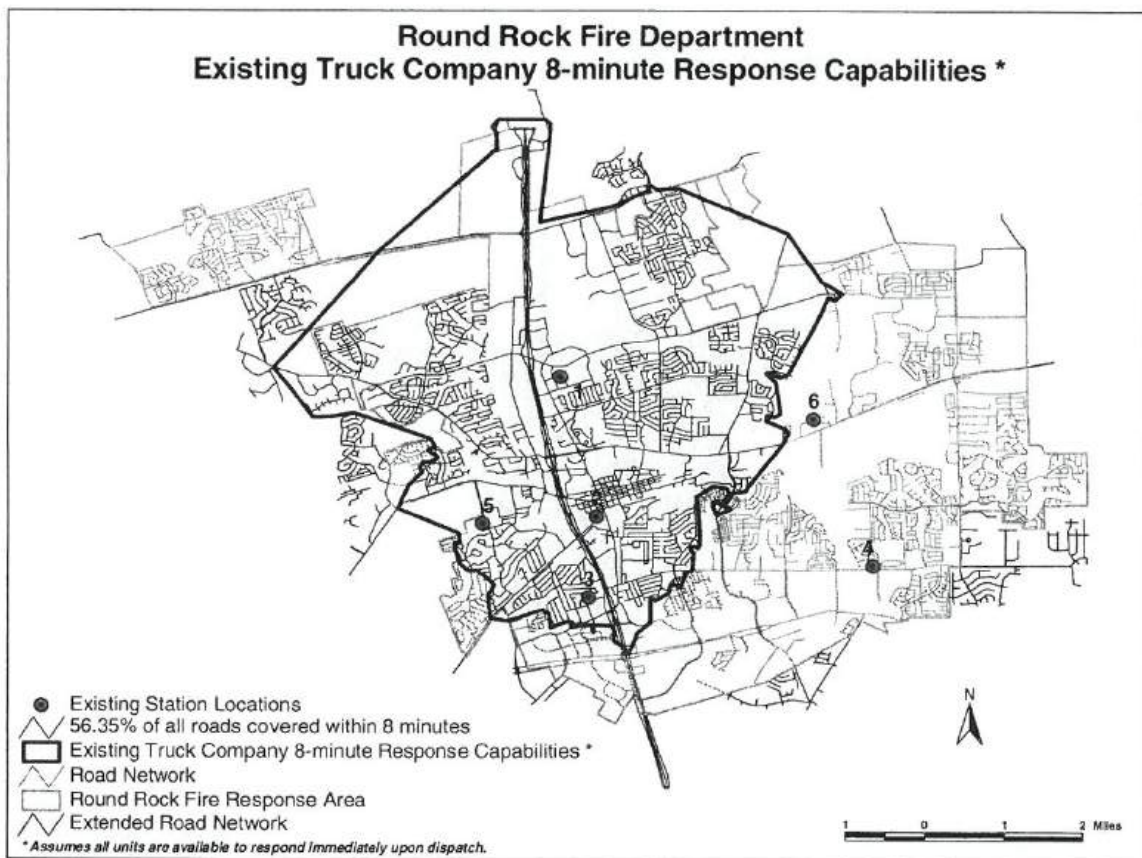 Round Rock Fire Department
Existing Truck Company 8-minute Response Capabilities *
6
5
2
4
3
Existing Station Locations
56.35% of all roads covered within 8 minutes
Existing Truck Company 8-minute Response Capabilities *
Road Network
Round Rock Fire Response Area
Extended Road Network
* Assumes all units are available to respond immediately upon dispatch.
N
1 0 1 2 Miles